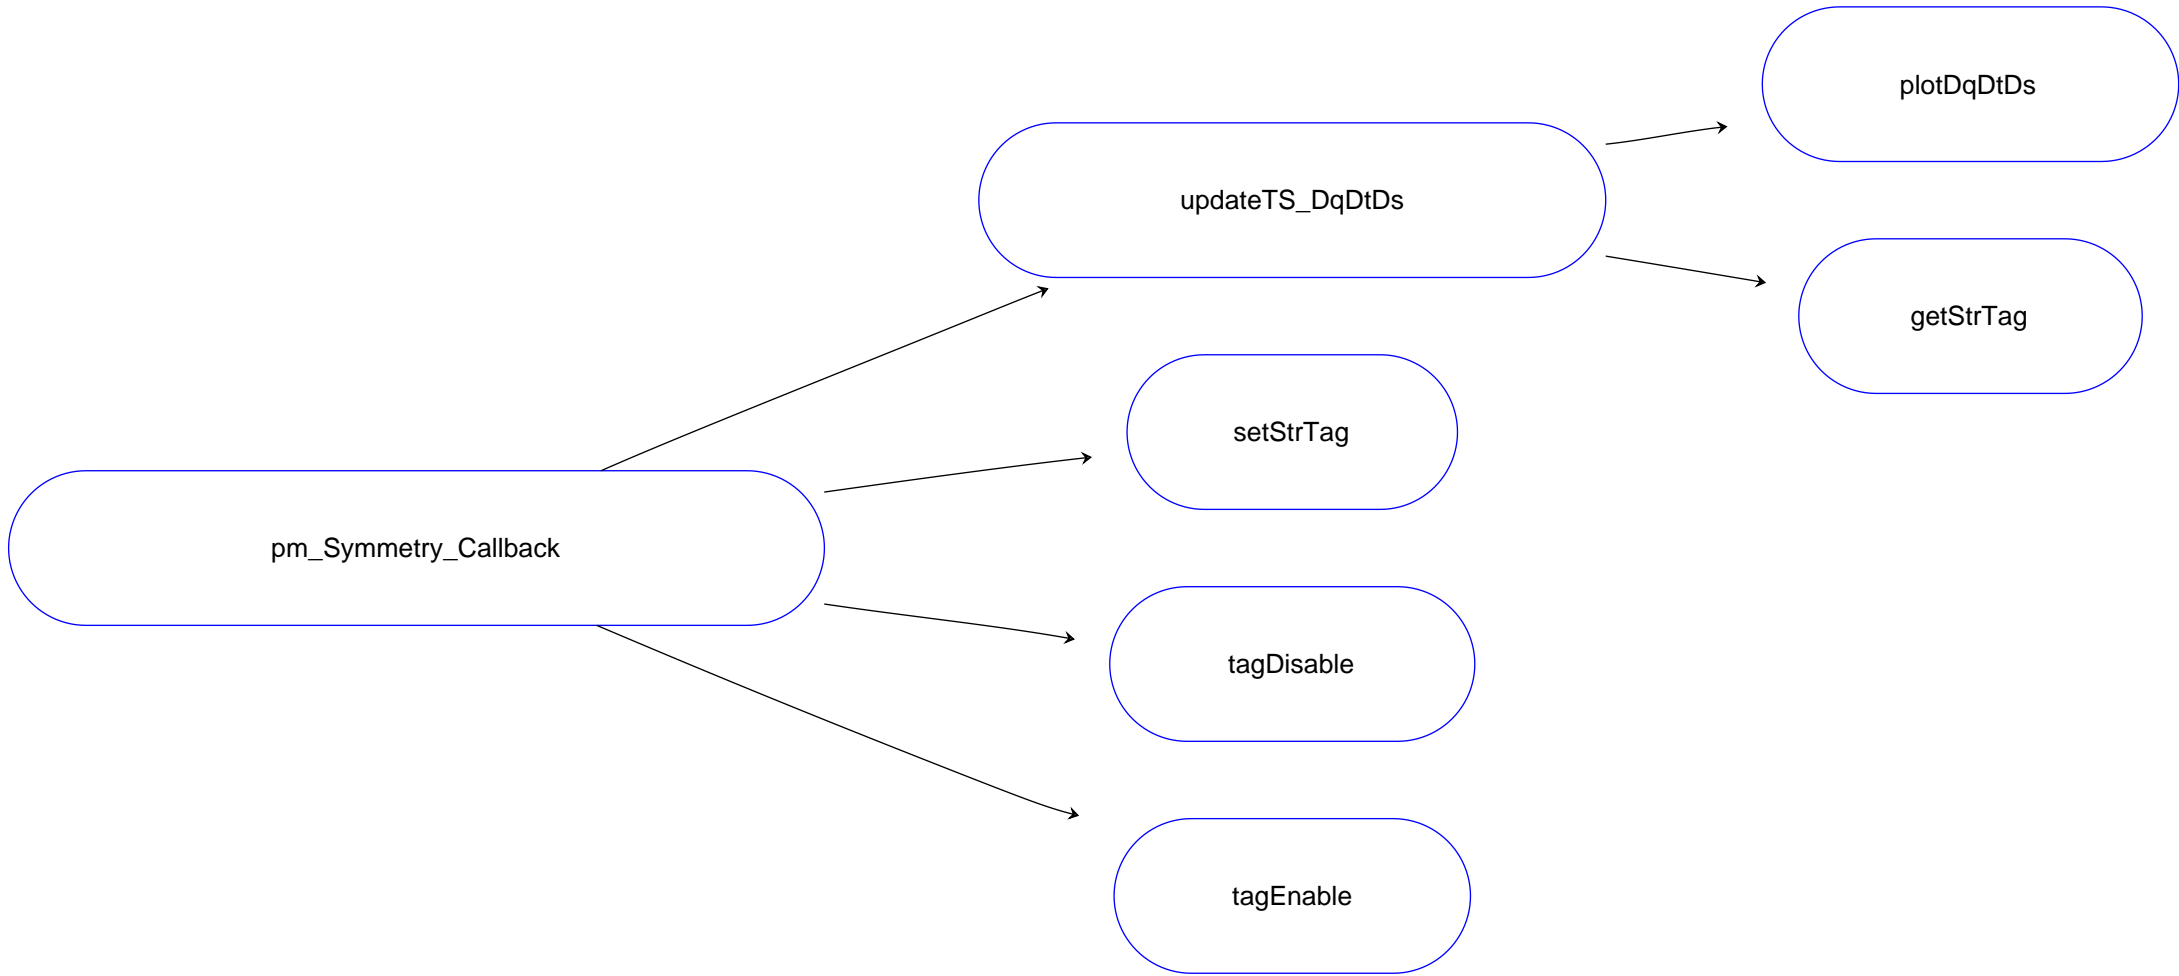 plotDqDtDs
updateTS_DqDtDs
getStrTag
setStrTag
pm_Symmetry_Callback
tagDisable
tagEnable